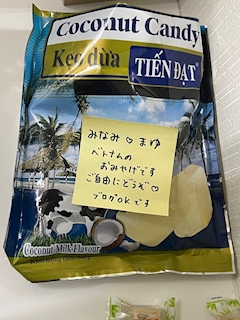 Coconut Candy
Kẹo dừa
TIẾN ĐẠT
みなみ♡まゆ
ベトナムの
おみやげです
ご自由にどうぞ♡
ブログOKです
Coconut Milk Flavour